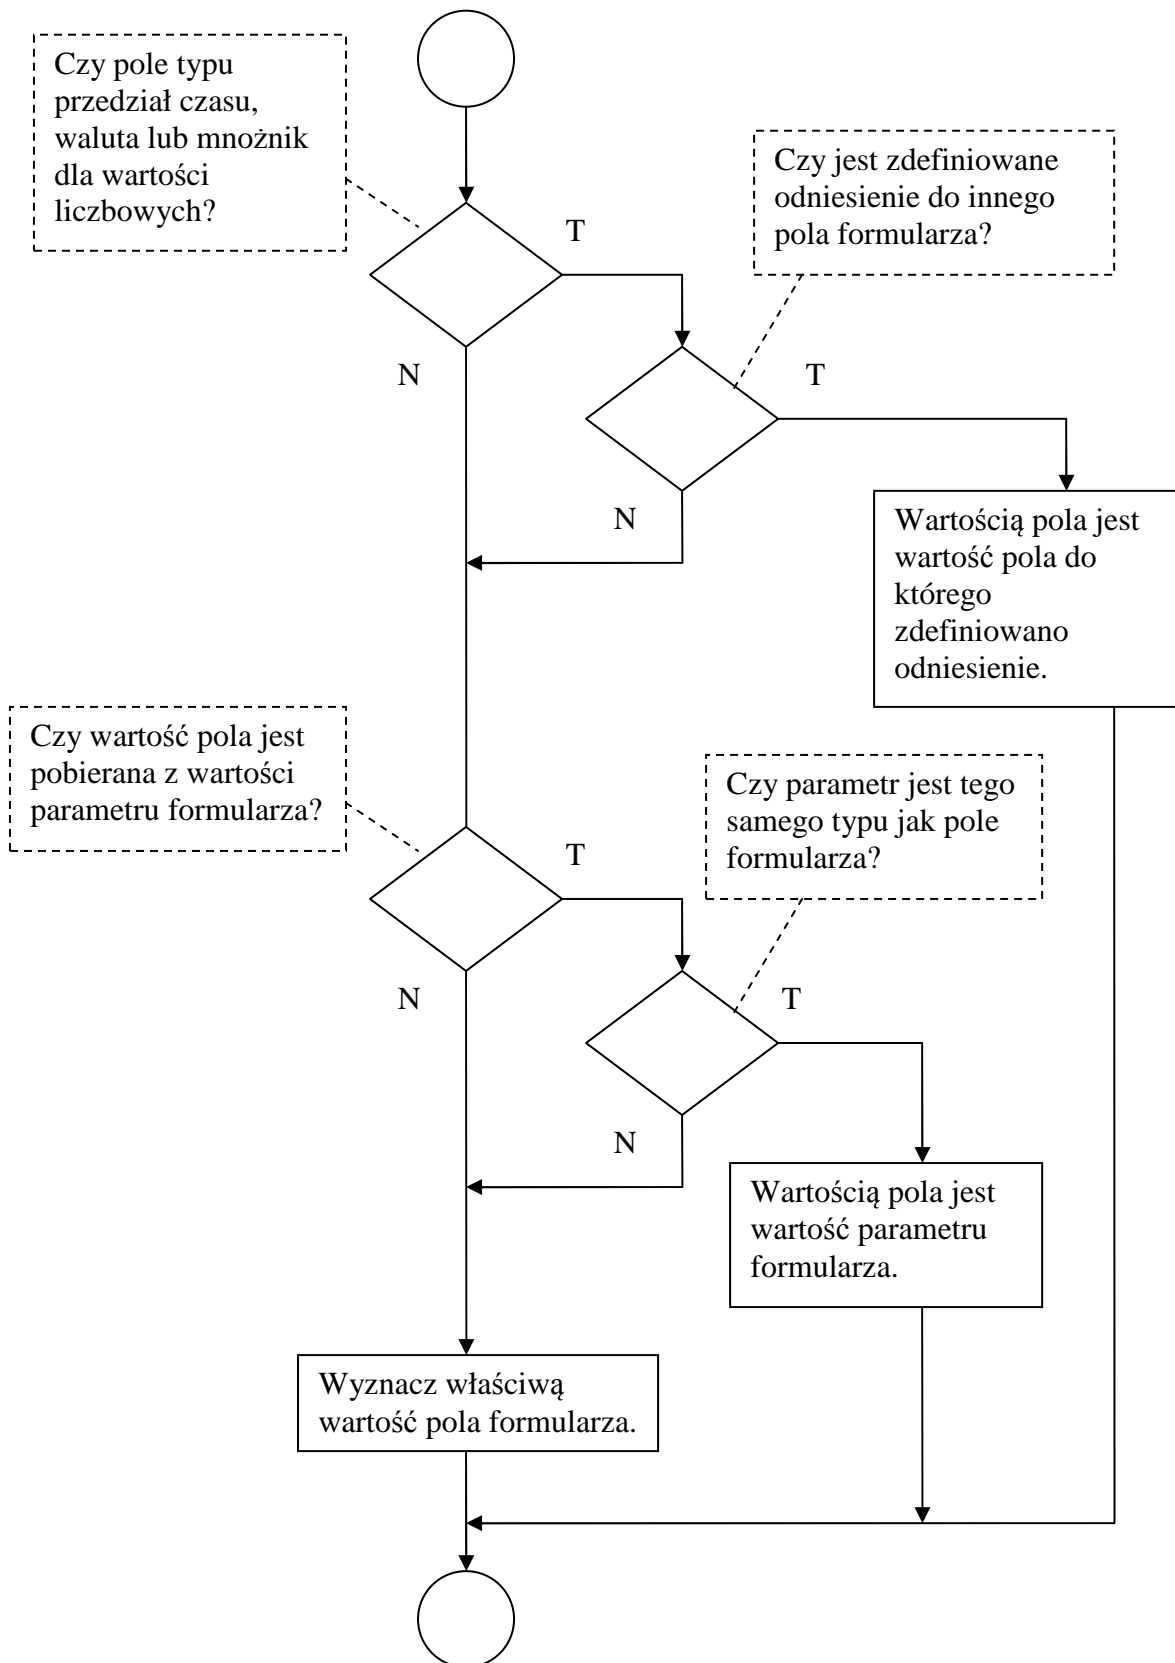 Czy pole typu
przedział czasu,
waluta lub mnożnik
dla wartości
liczbowych?
Czy jest zdefiniowane
odniesienie do innego
pola formularza?
T
N
T
N
Wartością pola jest
wartość pola do
którego
zdefiniowano
odniesienie.
Czy wartość pola jest
pobierana z wartości
parametru formularza?
Czy parametr jest tego
samego typu jak pole
formularza?
T
N
T
N
Wartością pola jest
wartość parametru
formularza.
Wyznacz właściwą
wartość pola formularza.